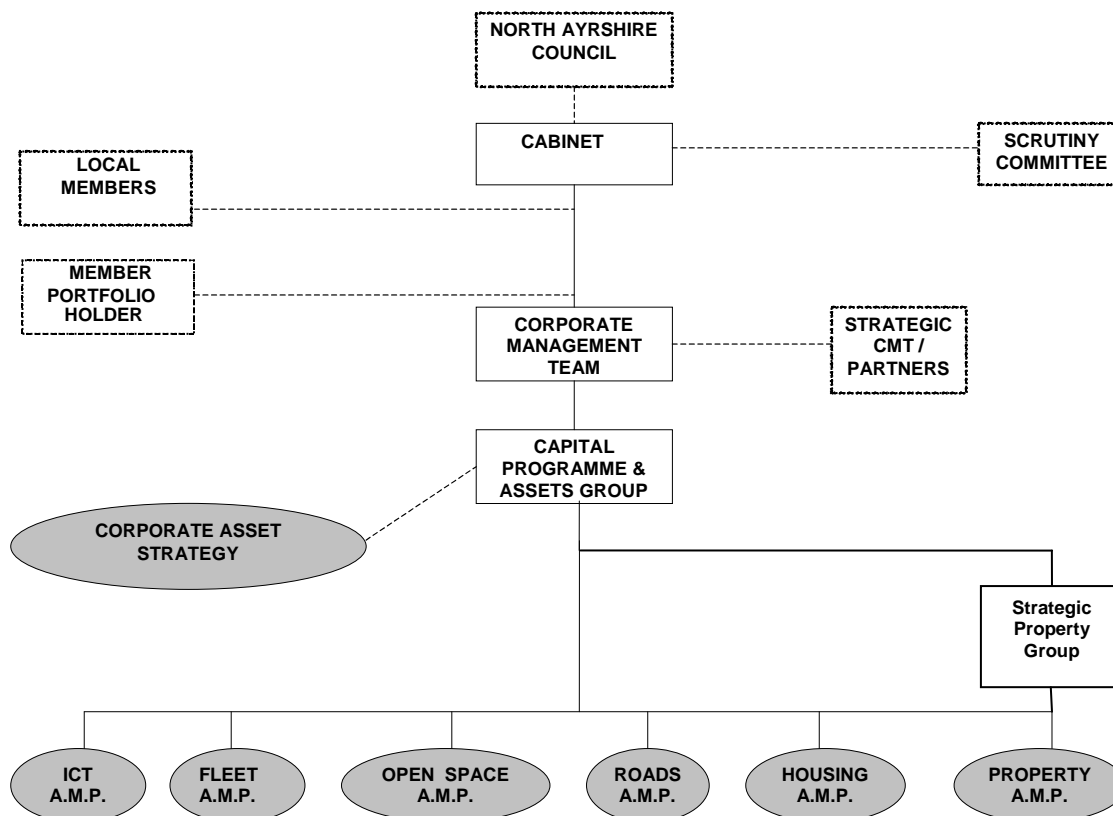 NORTH AYRSHIRE
COUNCIL
CABINET
SCRUTINY
COMMITTEE
LOCAL
MEMBERS
MEMBER
PORTFOLIO
HOLDER
CORPORATE
MANAGEMENT
TEAM
STRATEGIC
CMT /
PARTNERS
CAPITAL
PROGRAMME &
ASSETS GROUP
CORPORATE ASSET
STRATEGY
Strategic
Property
Group
ICT
A.M.P.
FLEET
A.M.P.
OPEN SPACE
A.M.P.
ROADS
A.M.P.
HOUSING
A.M.P.
PROPERTY
A.M.P.